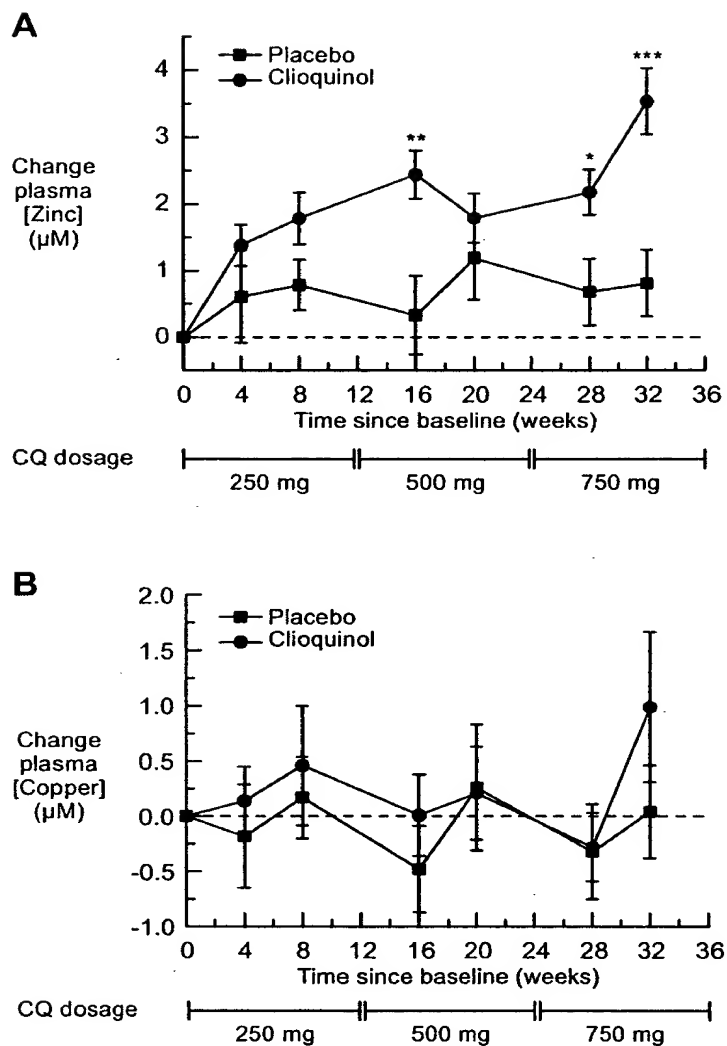 A
Placebo
Clioquinol
4
3
2
1
0
Change
plasma
[Zinc]
(µM)
**
*
***
0 4 8 12 16 20 24 28 32 36
Time since baseline (weeks)
CQ dosage
250 mg 500 mg 750 mg
B
Placebo
Clioquinol
2.0
1.5
1.0
0.5
0.0
-0.5
-1.0
Change
plasma
[Copper]
(µM)
0 4 8 12 16 20 24 28 32 36
Time since baseline (weeks)
CQ dosage
250 mg 500 mg 750 mg